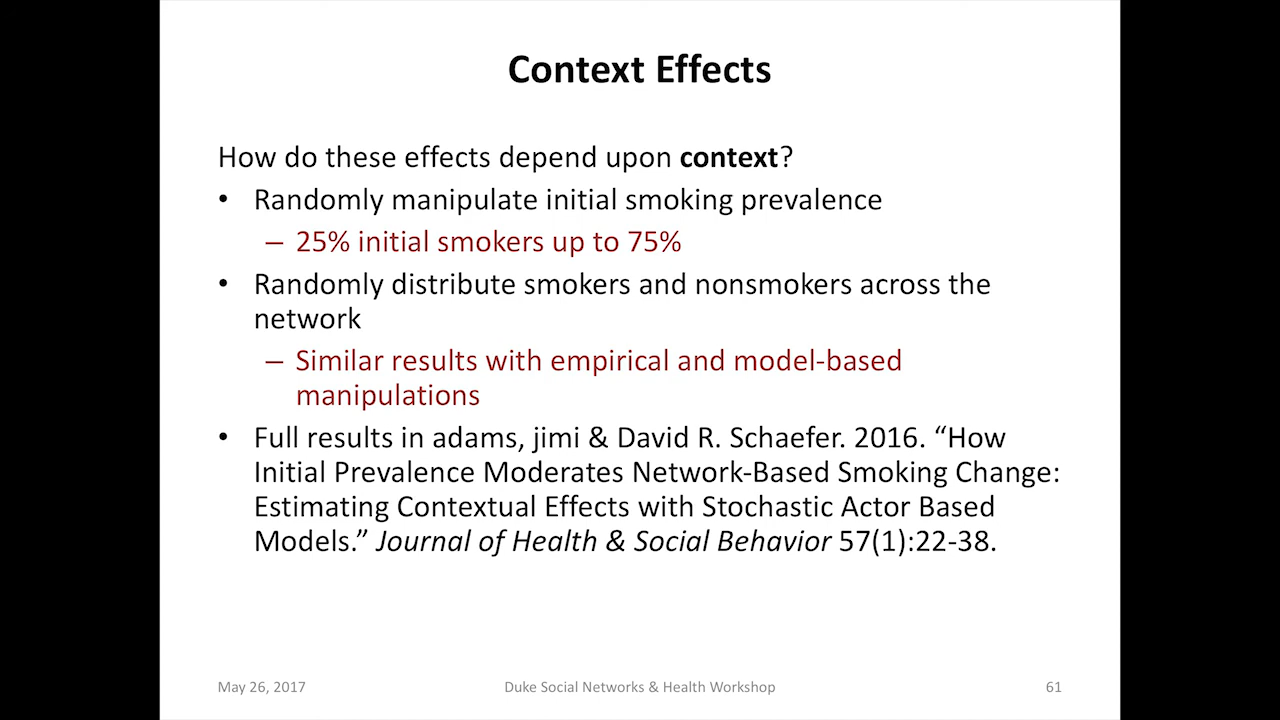 Context Effects
How do these effects depend upon context?
• Randomly manipulate initial smoking prevalence
– 25% initial smokers up to 75%
• Randomly distribute smokers and nonsmokers across the
network
– Similar results with empirical and model-based
manipulations
• Full results in adams, jimi & David R. Schaefer. 2016. “How
Initial Prevalence Moderates Network-Based Smoking Change:
Estimating Contextual Effects with Stochastic Actor Based
Models.” Journal of Health & Social Behavior 57(1):22-38.
May 26, 2017
Duke Social Networks & Health Workshop
61